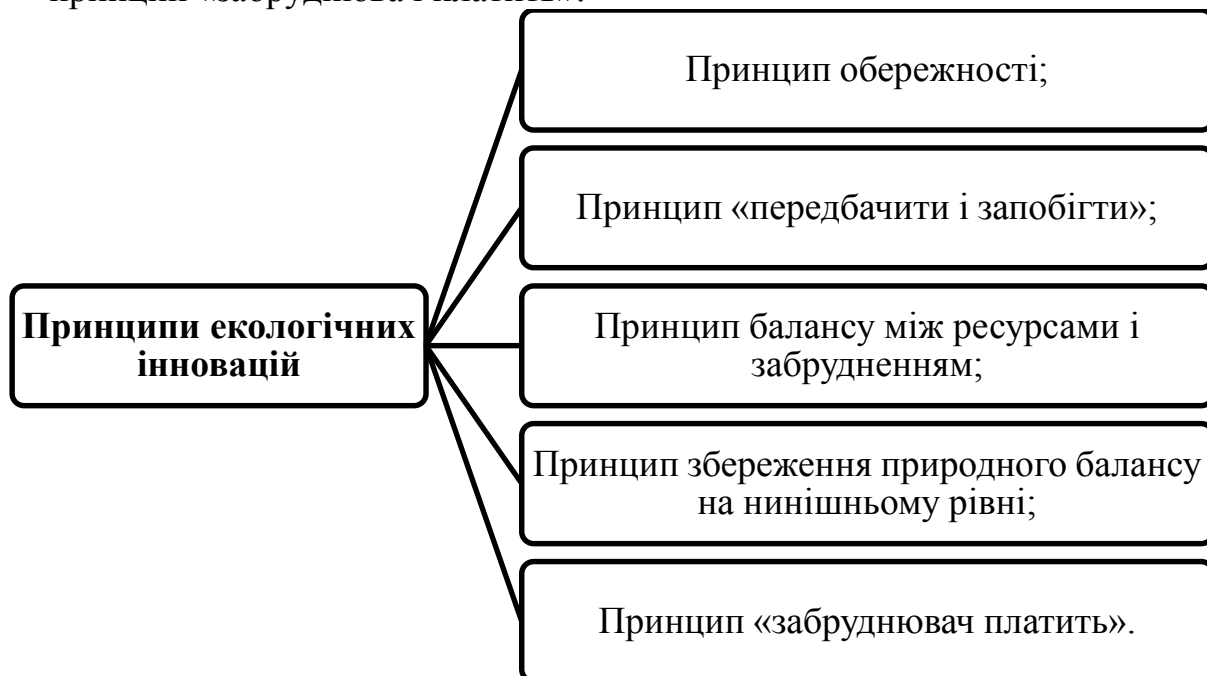 Принцип обережності;
Принцип «передбачити і запобігти»;
Принципи екологічних
інновацій
Принцип балансу між ресурсами і
забрудненням;
Принцип збереження природного балансу
на нинішньому рівні;
Принцип «забруднювач платить».